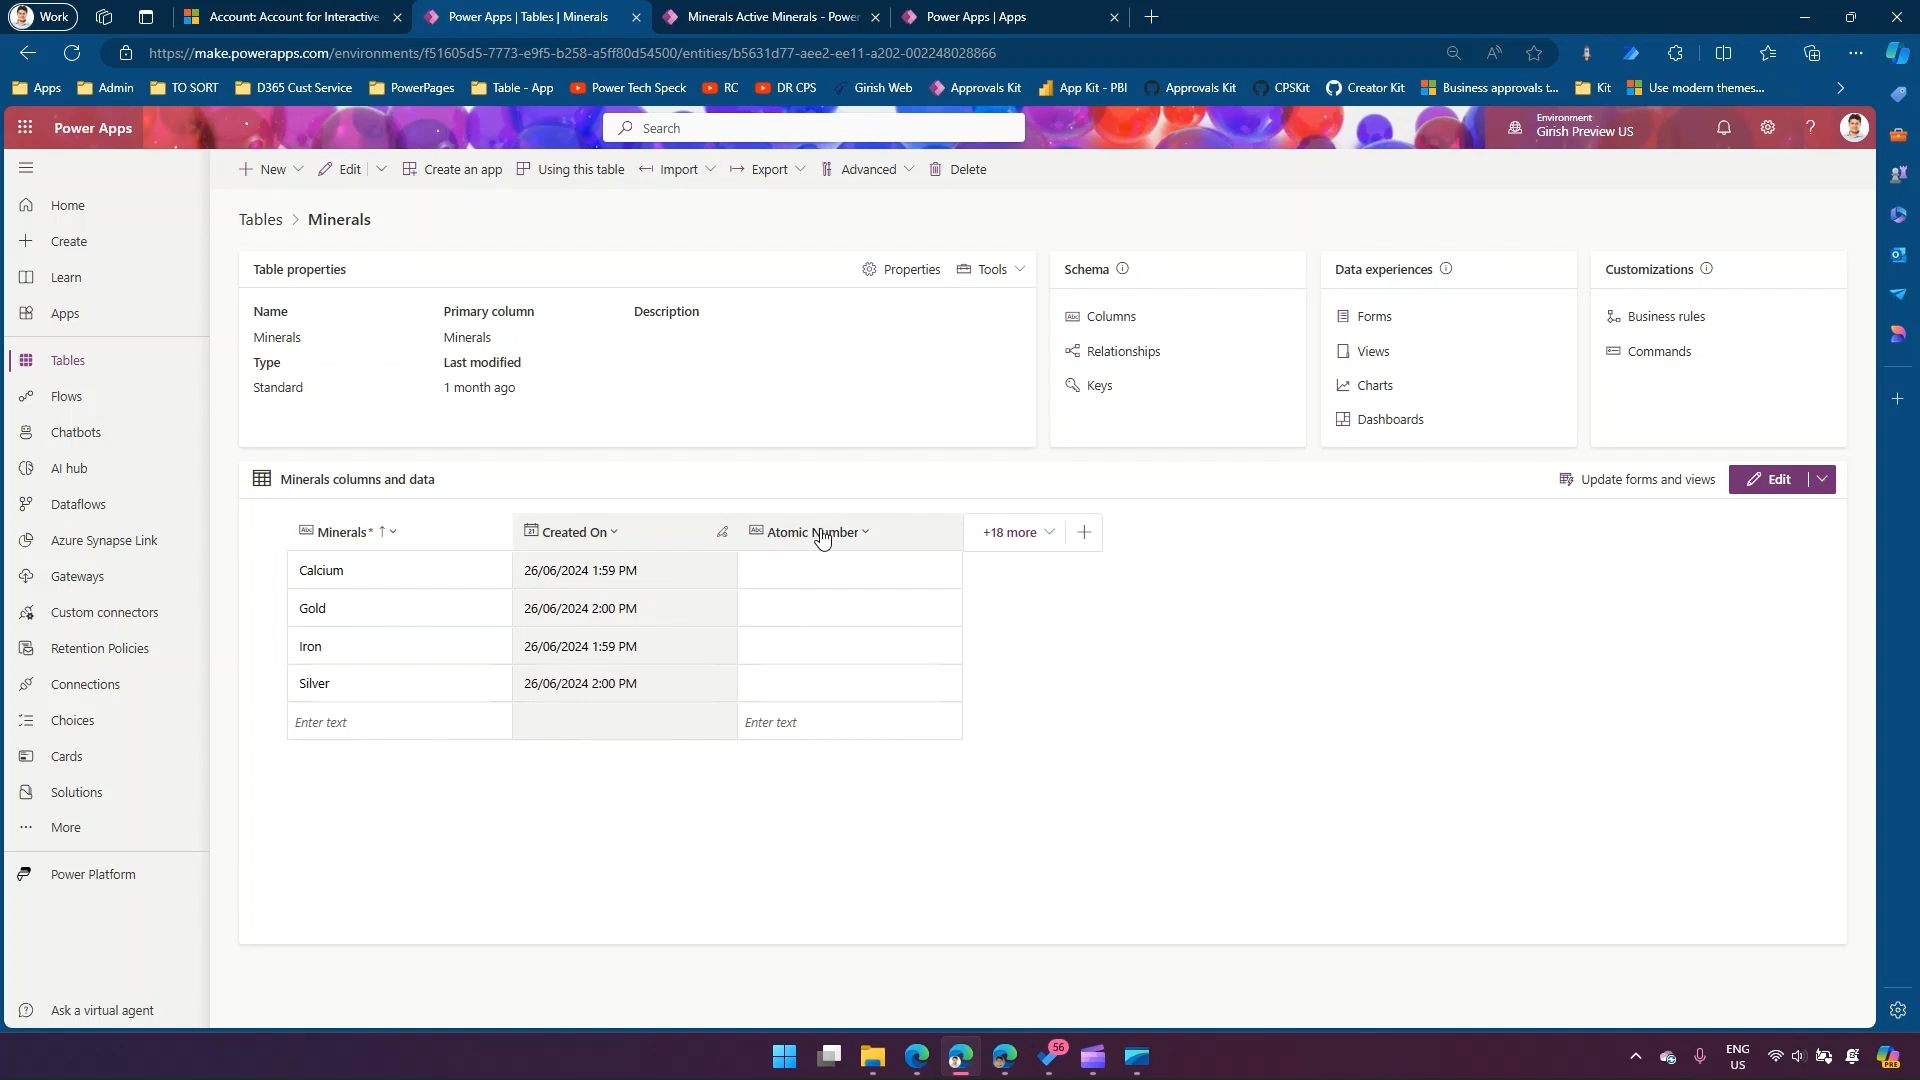 Work
Account: Account for Interactive
Power Apps | Tables | Minerals
Minerals Active Minerals - Power
Power Apps | Apps
https://make.powerapps.com/environments/f51605d5-7773-e9f5-b258-a5ff80d54500/entities/b5631d77-aee2-ee11-a202-002248028866
Apps
Admin
TO SORT
D365 Cust Service
PowerPages
Table - App
Power Tech Speck
RC
DR CPS
Girish Web
Approvals Kit
App Kit - PBI
Approvals Kit
CPSKit
Creator Kit
Business approvals t...
Kit
Use modern themes...
Power Apps
Search
Environment
Girish Preview US
New
Edit
Create an app
Using this table
Import
Export
Advanced
Delete
Home
Create
Learn
Apps
Tables
Flows
Chatbots
AI hub
Dataflows
Azure Synapse Link
Gateways
Custom connectors
Retention Policies
Connections
Choices
Cards
Solutions
More
Power Platform
Ask a virtual agent
Tables > Minerals
Table properties
Properties
Tools
Name
Primary column
Description
Minerals
Minerals
Type
Last modified
Standard
1 month ago
Schema
Columns
Relationships
Keys
Data experiences
Forms
Views
Charts
Dashboards
Customizations
Business rules
Commands
Minerals columns and data
Update forms and views
Edit
Minerals *
Created On
Atomic Number
+18 more
Calcium 26/06/2024 1:59 PM
Gold 26/06/2024 2:00 PM
Iron 26/06/2024 1:59 PM
Silver 26/06/2024 2:00 PM
Enter text
Enter text
56
ENG
US
PRE